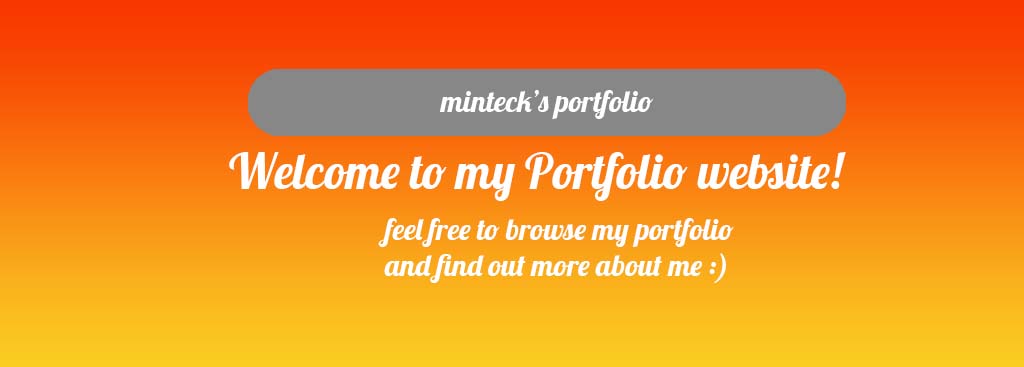 minteck's portfolio
Welcome to my Portfolio website!
feel free to browse my portfolio
and find out more about me :)